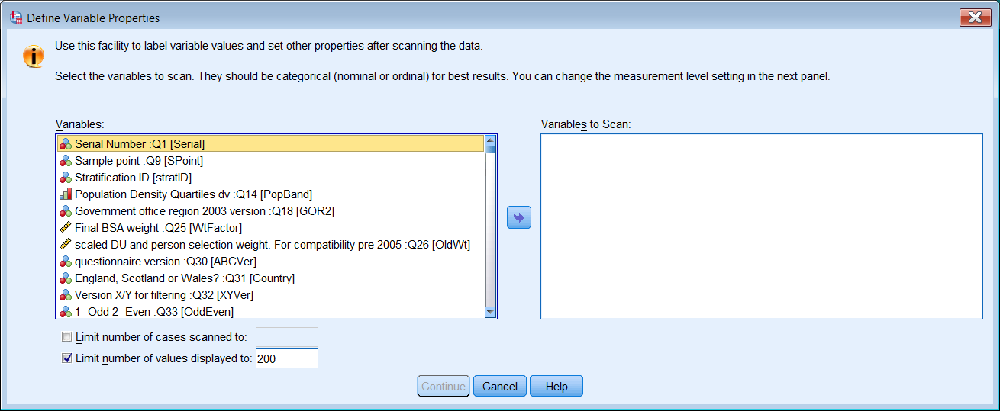 Define Variable Properties
Use this facility to label variable values and set other properties after scanning the data.
Select the variables to scan. They should be categorical (nominal or ordinal) for best results. You can change the measurement level setting in the next panel.
Variables:
Serial Number :Q1 [Serial]
Sample point :Q9 [SPoint]
Stratification ID [stratID]
Population Density Quartiles dv :Q14 [PopBand]
Government office region 2003 version :Q18 [GOR2]
Final BSA weight :Q25 [WtFactor]
scaled DU and person selection weight. For compatibility pre 2005 :Q26 [OldWt]
questionnaire version :Q30 [ABCVer]
England, Scotland or Wales? :Q31 [Country]
Version X/Y for filtering :Q32 [XYVer]
1=Odd 2=Even :Q33 [OddEven]
Variables to Scan:
Limit number of cases scanned to:
Limit number of values displayed to: 200
Continue Cancel Help